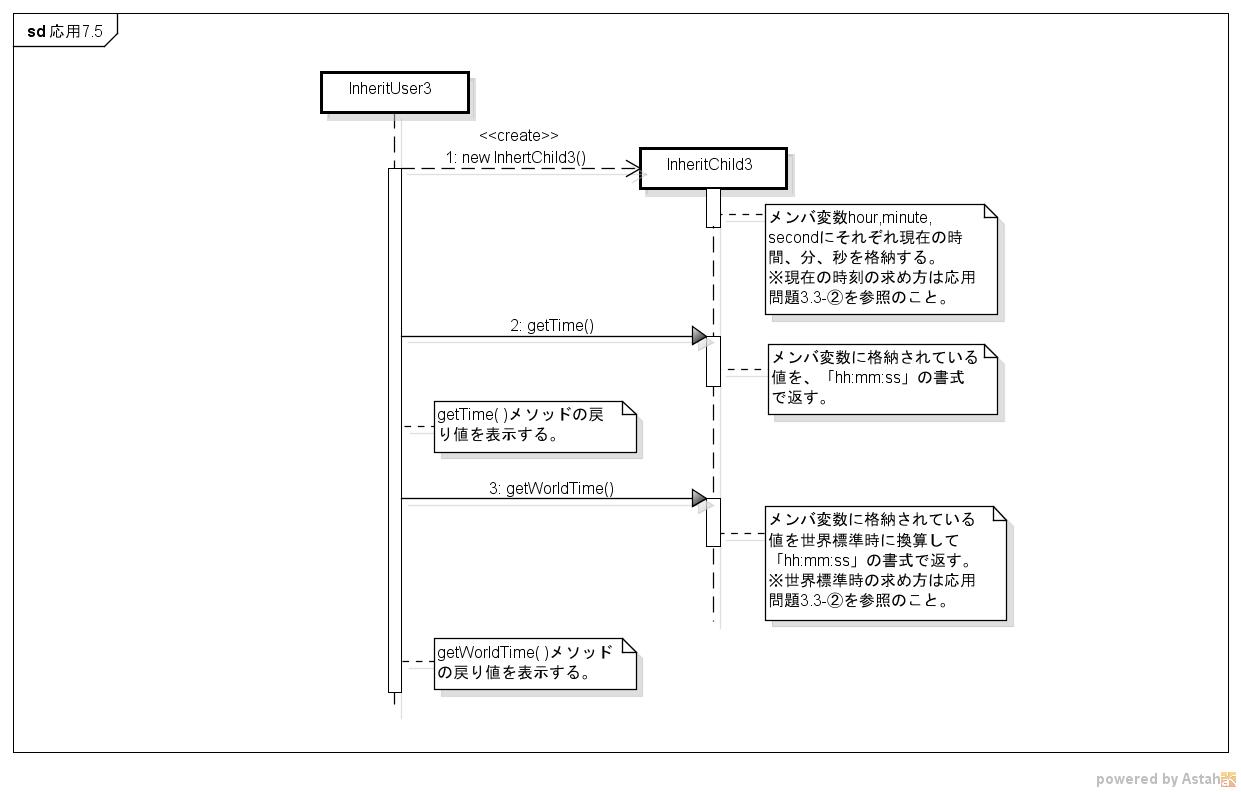 sd 応用7.5
InheritUser3
<<create>>
1: new InhertChild3()
InheritChild3
メンバ変数hour,minute,
secondにそれぞれ現在の時
間、分、秒を格納する。
※現在の時刻の求め方は応用
問題3.3-②を参照のこと。
2: getTime()
メンバ変数に格納されている
値を、「hh:mm:ss」の書式
で返す。
getTime( )メソッドの戻
り値を表示する。
3: getWorldTime()
メンバ変数に格納されている
値を世界標準時に換算して
「hh:mm:ss」の書式で返す。
※世界標準時の求め方は応用
問題3.3-②を参照のこと。
getWorldTime( )メソッド
の戻り値を表示する。
powered by Astah